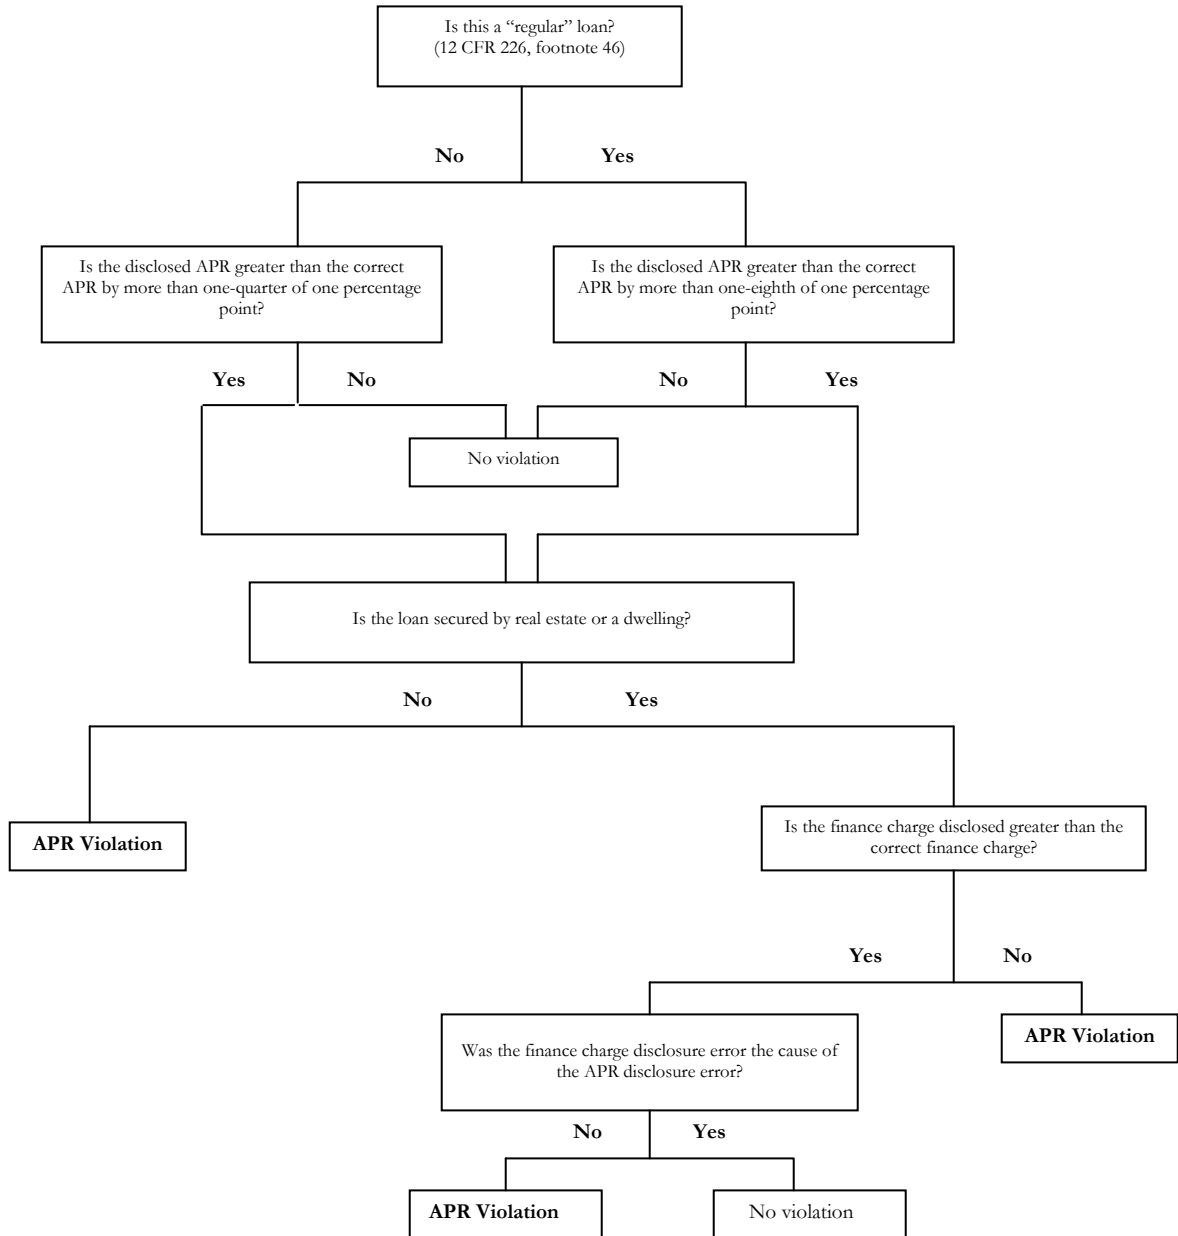 Is this a “regular” loan?
(12 CFR 226, footnote 46)
No
Yes
Is the disclosed APR greater than the correct
APR by more than one-quarter of one percentage
point?
Is the disclosed APR greater than the correct
APR by more than one-eighth of one percentage
point?
Yes
No
No
Yes
No violation
Is the loan secured by real estate or a dwelling?
No
Yes
APR Violation
Is the finance charge disclosed greater than the
correct finance charge?
Yes
No
Was the finance charge disclosure error the cause of
the APR disclosure error?
APR Violation
No
Yes
APR Violation
No violation